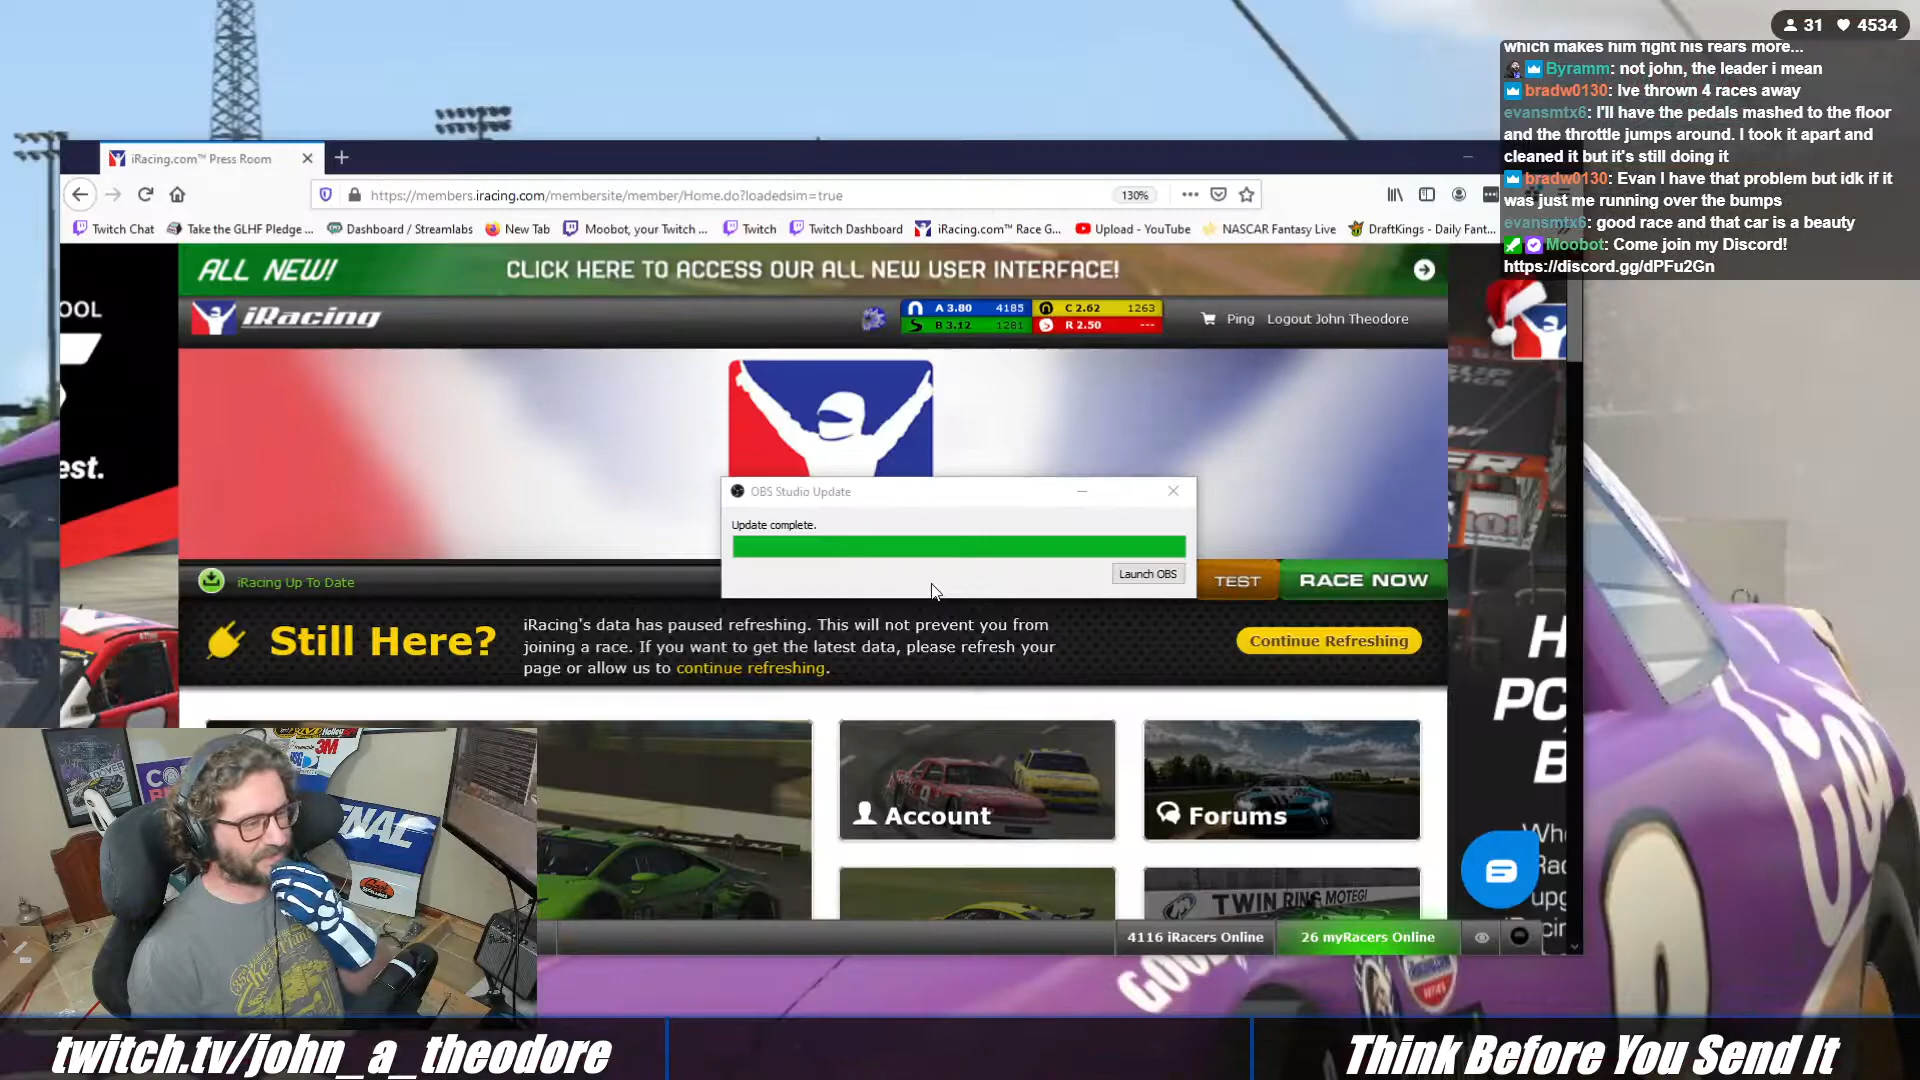 31 4534
which makes him fight his rears more...
Byramm: not john, the leader i mean
bradw0130: Ive thrown 4 races away
evansmtx6: I'll have the pedals mashed to the floor
and the throttle jumps around. I took it apart and
cleaned it but it's still doing it
bradw0130: Evan I have that problem but idk if it
was just me running over the bumps
evansmtx6: good race and that car is a beauty
Moobot: Come join my Discord!
https://discord.gg/dPFu2Gn
iRacing.com™ Press Room
https://members.iracing.com/membersite/member/Home.do?loadedsim=true
130%
Twitch Chat
Take the GLHF Pledge ...
Dashboard / Streamlabs
New Tab
Moobot, your Twitch ...
Twitch
Twitch Dashboard
iRacing.com™ Race G...
Upload - YouTube
NASCAR Fantasy Live
DraftKings - Daily Fant...
ALL NEW! CLICK HERE TO ACCESS OUR ALL NEW USER INTERFACE!
OOL
est.
iRacing
A 3.80 4185 C 2.62 1263
B 3.12 1281 R 2.50 ---
Ping Logout John Theodore
OBS Studio Update
Update complete.
Launch OBS
iRacing Up To Date
TEST RACE NOW
Still Here?
iRacing's data has paused refreshing. This will not prevent you from
joining a race. If you want to get the latest data, please refresh your
page or allow us to continue refreshing.
Continue Refreshing
H
PC
B
Account
Forums
TWIN RING MOTEGI
4116 iRacers Online
26 myRacers Online
DOVER
3M
NAL
twitch.tv/john_a_theodore
Think Before You Send It